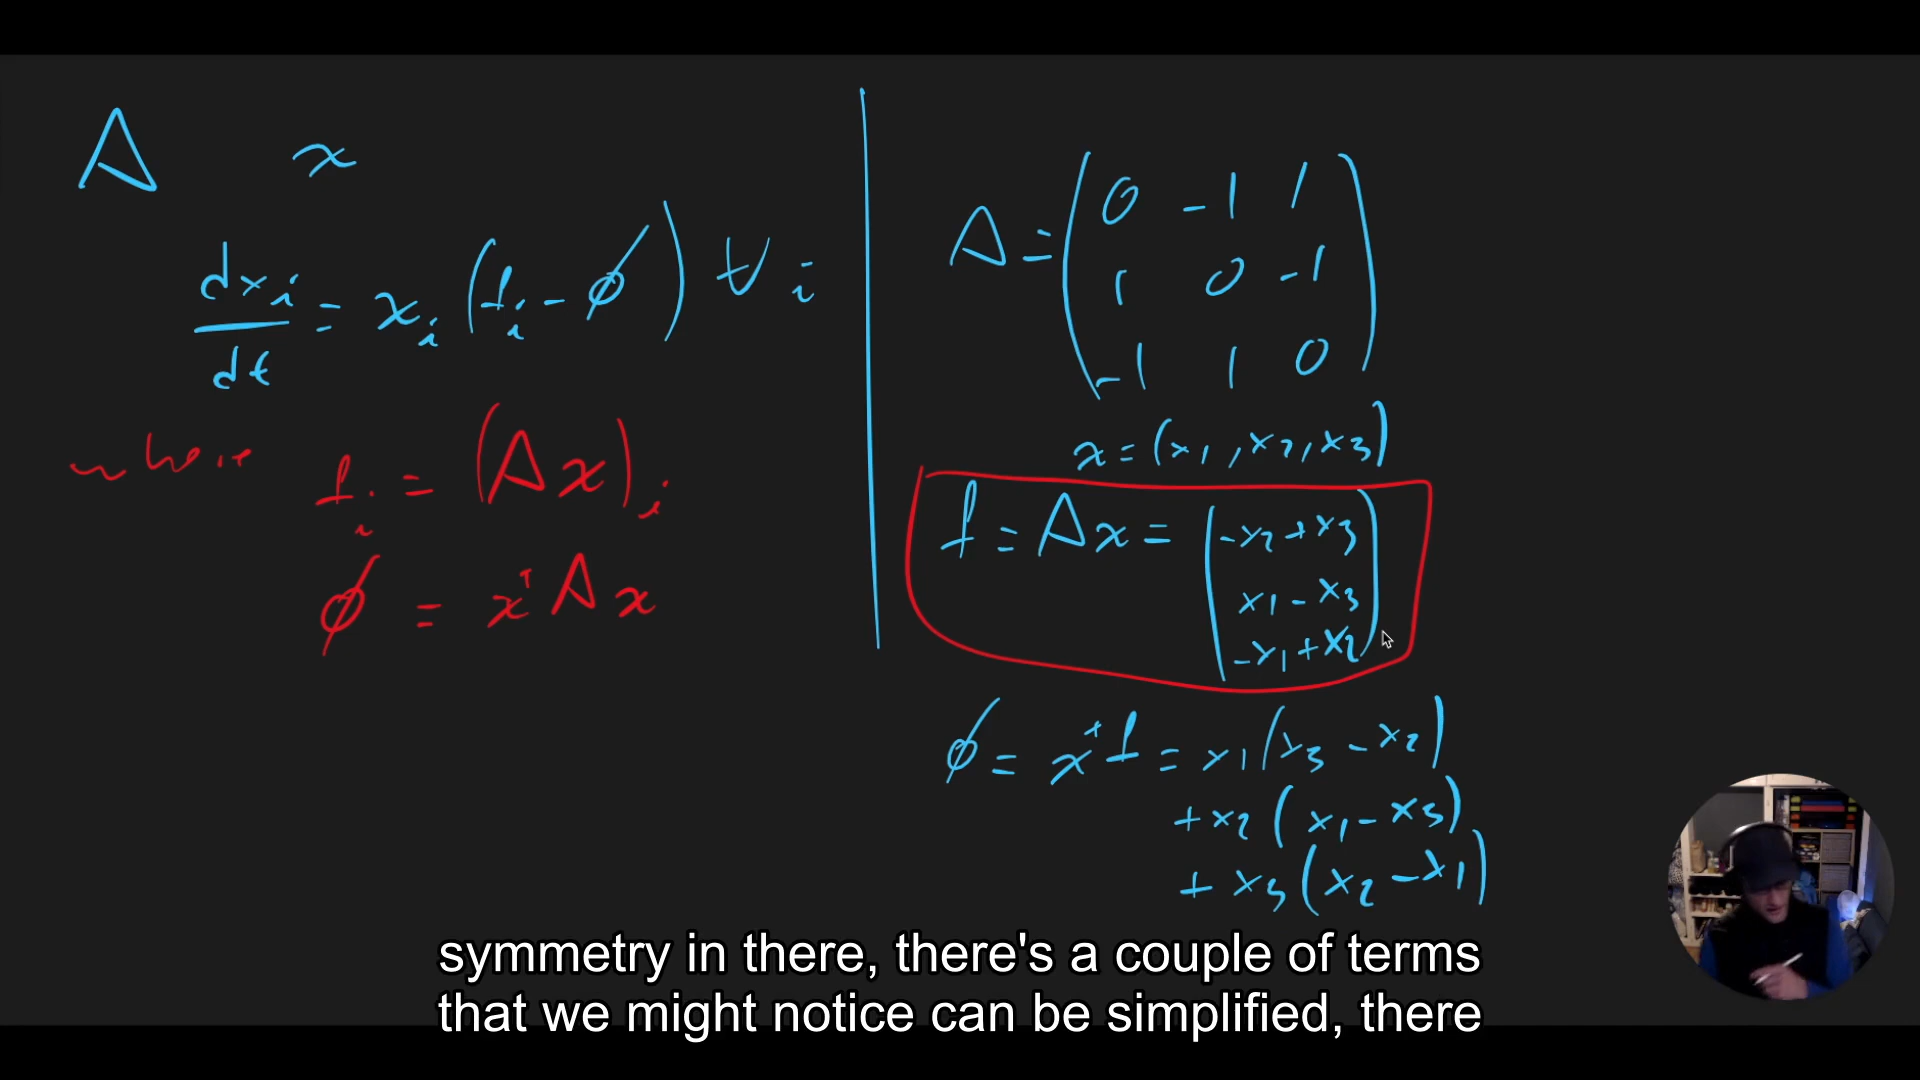 A x
dxi/dt = xi (fi - ϕ) ∀ i
where fi = (Ax)i
ϕ = xᵀAx
A = (0 -1 1
1 0 -1
-1 1 0)
x = (x1, x2, x3)
f = Ax = (-x2 + x3
x1 - x3
-x1 + x2)
ϕ = xᵀf = x1(x3 - x2)
+ x2 (x1 - x3)
+ x3 (x2 - x1)
symmetry in there, there's a couple of terms
that we might notice can be simplified, there